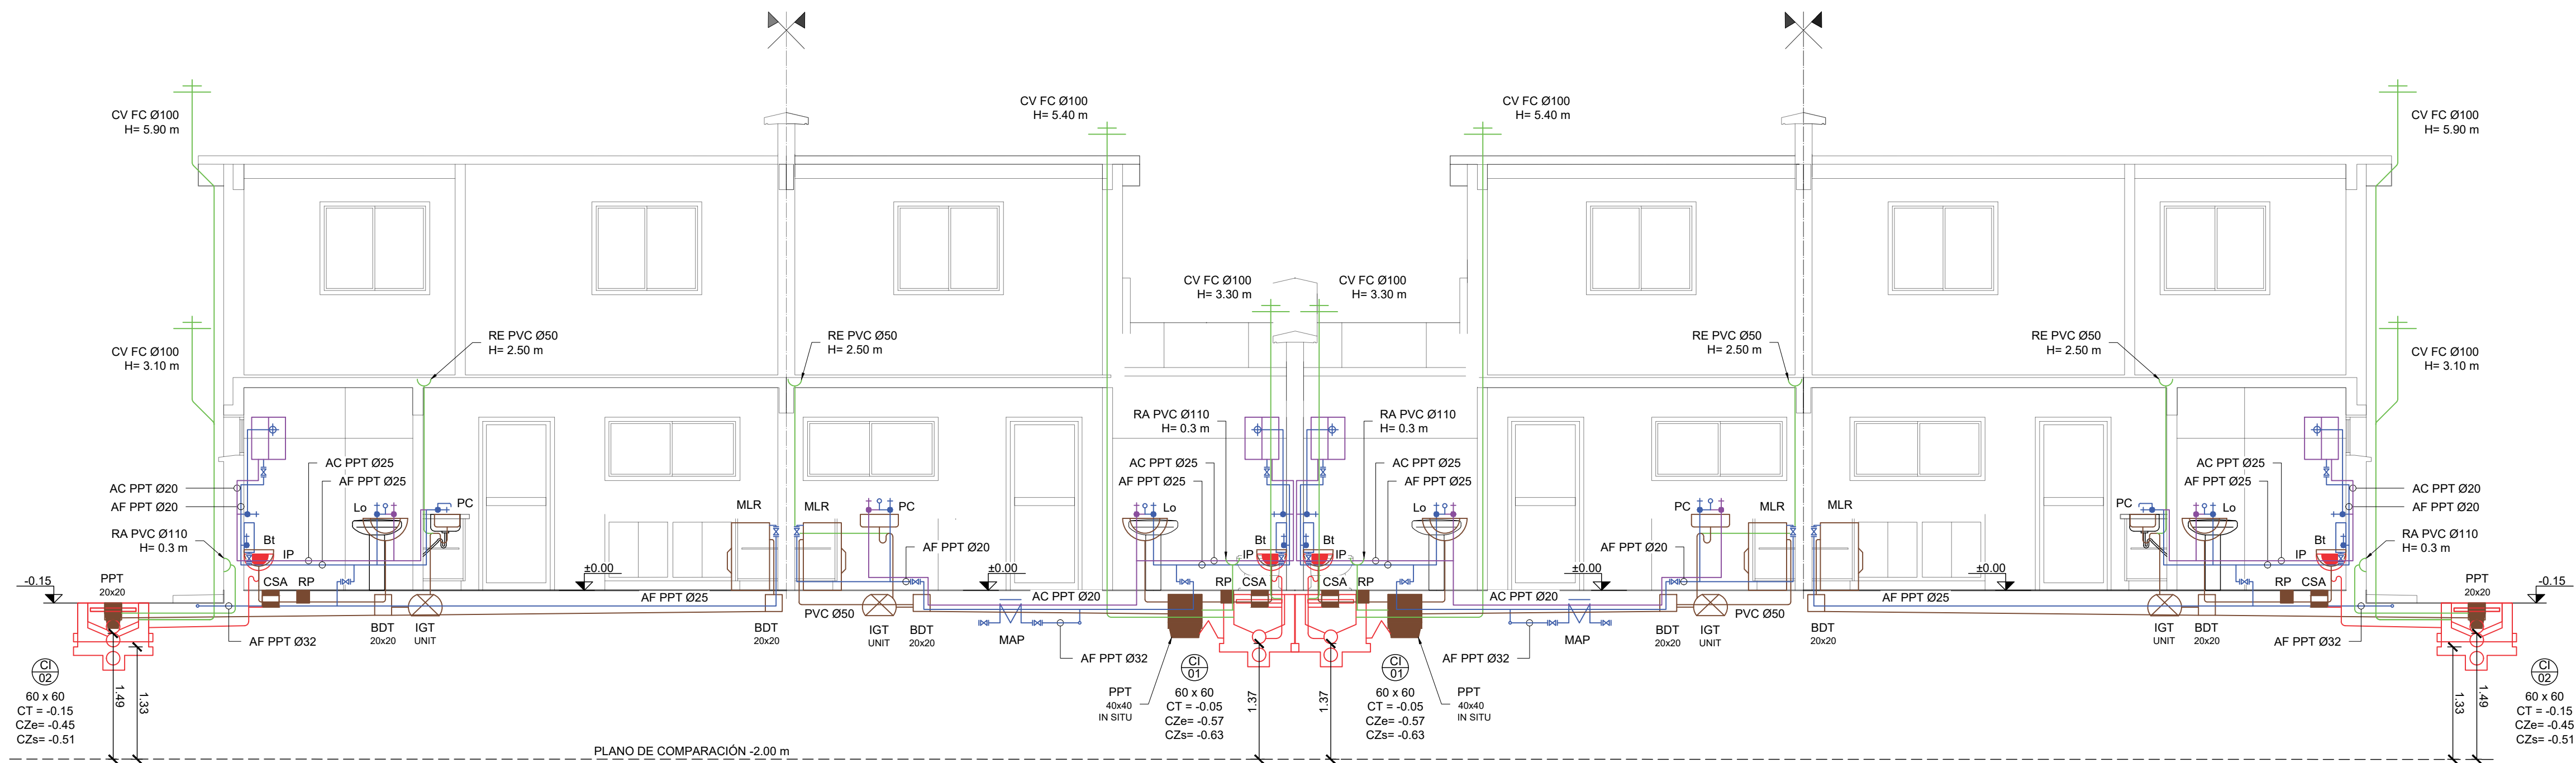 CV FC Ø100
H= 5.90 m
CV FC Ø100
H= 5.40 m
CV FC Ø100
H= 5.40 m
CV FC Ø100
H= 5.90 m
CV FC Ø100
H= 3.30 m
CV FC Ø100
H= 3.30 m
CV FC Ø100
H= 3.10 m
RE PVC Ø50
H= 2.50 m
RE PVC Ø50
H= 2.50 m
RE PVC Ø50
H= 2.50 m
RE PVC Ø50
H= 2.50 m
CV FC Ø100
H= 3.10 m
RA PVC Ø110
H= 0.3 m
RA PVC Ø110
H= 0.3 m
AC PPT Ø20
AF PPT Ø20
AC PPT Ø25
AF PPT Ø25
AC PPT Ø25
AF PPT Ø25
AC PPT Ø25
AF PPT Ø25
AC PPT Ø25
AF PPT Ø25
AC PPT Ø20
AF PPT Ø20
RA PVC Ø110
H= 0.3 m
Lo
PC
MLR
MLR
PC
Lo
Lo
PC
MLR
MLR
PC
Lo
RA PVC Ø110
H= 0.3 m
Bt
IP
CSA
RP
AF PPT Ø20
Bt
IP
RP
CSA
Bt
IP
CSA
RP
AF PPT Ø20
Bt
IP
RP
CSA
-0.15
PPT
20x20
±0.00
±0.00
±0.00
±0.00
PPT
20x20
-0.15
AF PPT Ø25
AC PPT Ø20
AC PPT Ø20
AF PPT Ø25
AF PPT Ø32
BDT
20x20
IGT
UNIT
BDT
20x20
PVC Ø50
IGT
UNIT
BDT
20x20
MAP
AF PPT Ø32
AF PPT Ø32
MAP
BDT
20x20
IGT
UNIT
PVC Ø50
BDT
20x20
IGT
UNIT
BDT
20x20
AF PPT Ø32
CI
02
60 x 60
CT = -0.15
CZe= -0.45
CZs= -0.51
1.49
1.33
PPT
40x40
IN SITU
CI
01
60 x 60
CT = -0.05
CZe= -0.57
CZs= -0.63
1.37
1.37
CI
01
60 x 60
CT = -0.05
CZe= -0.57
CZs= -0.63
PPT
40x40
IN SITU
1.33
1.49
CI
02
60 x 60
CT = -0.15
CZe= -0.45
CZs= -0.51
PLANO DE COMPARACIÓN -2.00 m